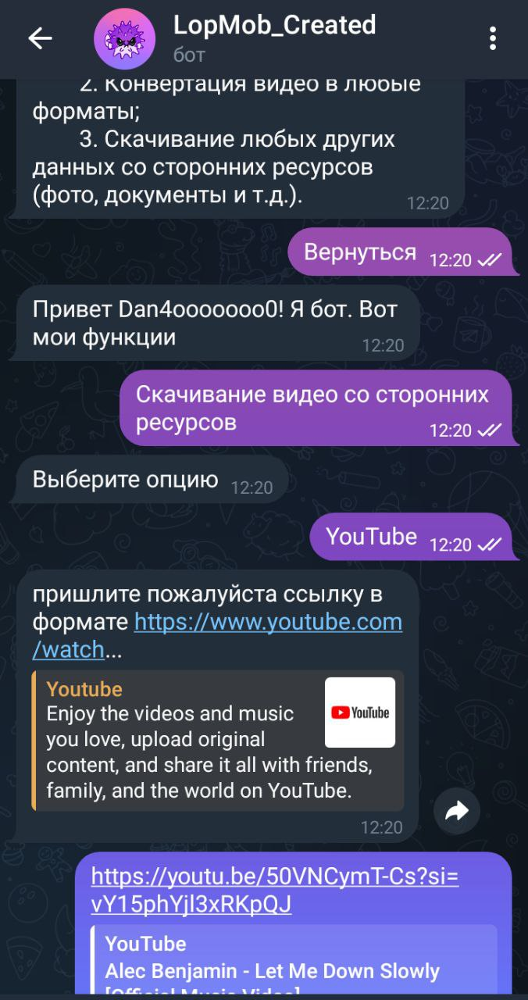 LopMob_Created
бот
2. Конвертация видео в любые
форматы;
3. Скачивание любых других
данных со сторонних ресурсов
(фото, документы и т.д.).
12:20
Вернуться 12:20
Привет Dan4ooooooo0! Я бот. Вот
мои функции
12:20
Скачивание видео со сторонних
ресурсов
12:20
Выберите опцию 12:20
YouTube 12:20
пришлите пожалуйста ссылку в
формате https://www.youtube.com
/watch...
Youtube
YouTube
Enjoy the videos and music
you love, upload original
content, and share it all with friends,
family, and the world on YouTube.
12:20
https://youtu.be/50VNCymT-Cs?si=
vY15phYjl3xRKpQJ
YouTube
Alec Benjamin - Let Me Down Slowly
[Official Music Video]